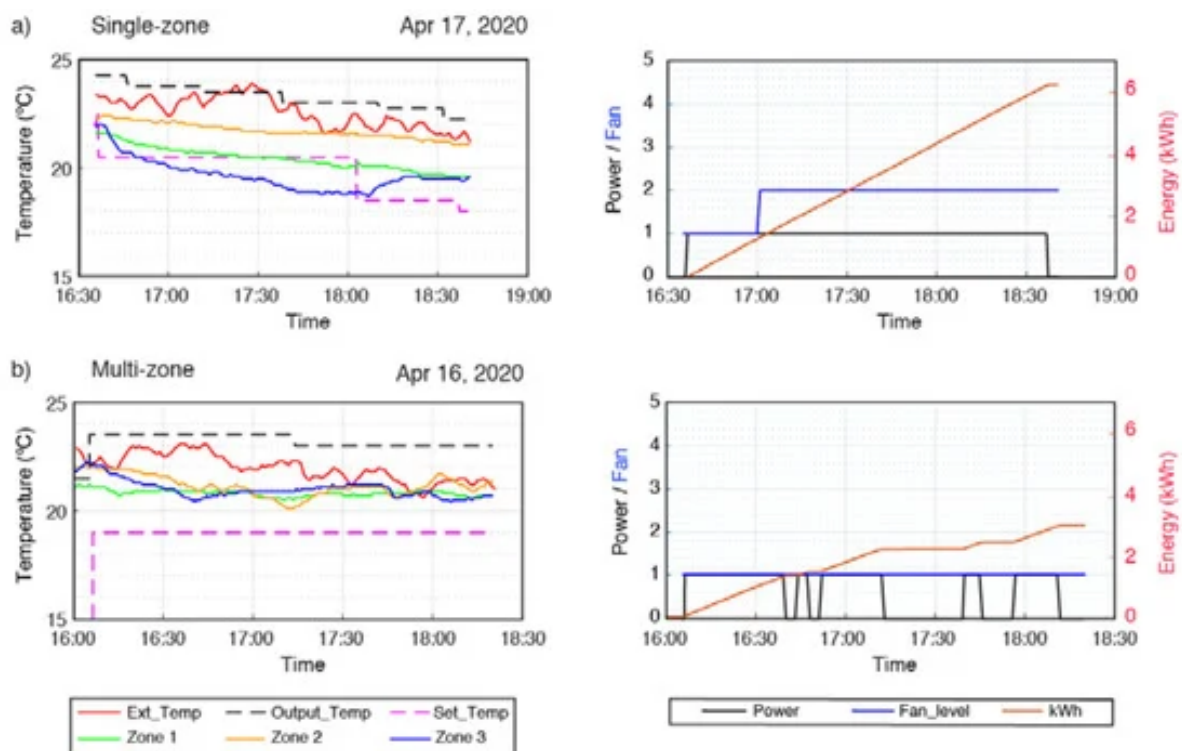 a) Single-zone Apr 17, 2020
25
20
15
Temperature (°C)
16:30 17:00 17:30 18:00 18:30 19:00
Time
5
4
3
2
1
0
Power / Fan
6
4
2
0
Energy (kWh)
16:30 17:00 17:30 18:00 18:30 19:00
Time
b) Multi-zone Apr 16, 2020
25
20
15
Temperature (°C)
16:00 16:30 17:00 17:30 18:00 18:30
Time
5
4
3
2
1
0
Power / Fan
6
4
2
0
Energy (kWh)
16:00 16:30 17:00 17:30 18:00 18:30
Time
Ext_Temp Output_Temp Set_Temp
Zone 1 Zone 2 Zone 3
Power Fan_level kWh